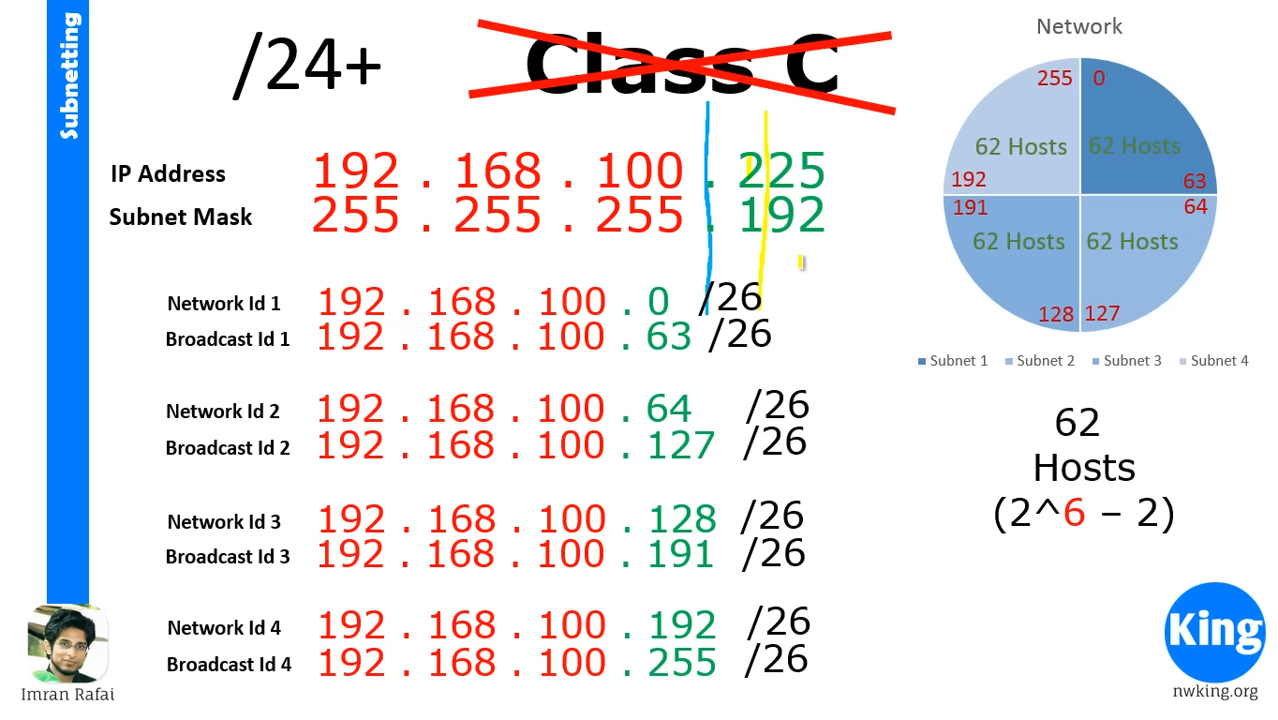 Subnetting
/24+ Class C
IP Address 192 . 168 . 100 . 225
Subnet Mask 255 . 255 . 255 . 192
Network Id 1 192 . 168 . 100 . 0 /26
Broadcast Id 1 192 . 168 . 100 . 63 /26
Network Id 2 192 . 168 . 100 . 64 /26
Broadcast Id 2 192 . 168 . 100 . 127 /26
Network Id 3 192 . 168 . 100 . 128 /26
Broadcast Id 3 192 . 168 . 100 . 191 /26
Network Id 4 192 . 168 . 100 . 192 /26
Broadcast Id 4 192 . 168 . 100 . 255 /26
Imran Rafai
Network
255 0
62 Hosts 62 Hosts
192 63
191 64
62 Hosts 62 Hosts
128 127
Subnet 1 Subnet 2 Subnet 3 Subnet 4
62
Hosts
(2^6 – 2)
King
nwking.org